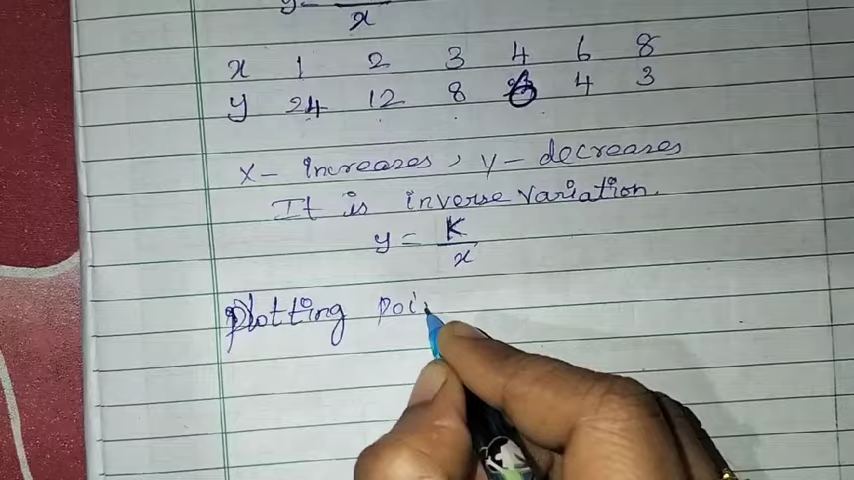 x
x 1 2 3 4 6 8
y 24 12 8 6 4 3
x- increases, y- decreases
It is inverse variation.
y = K
x
Plotting poi